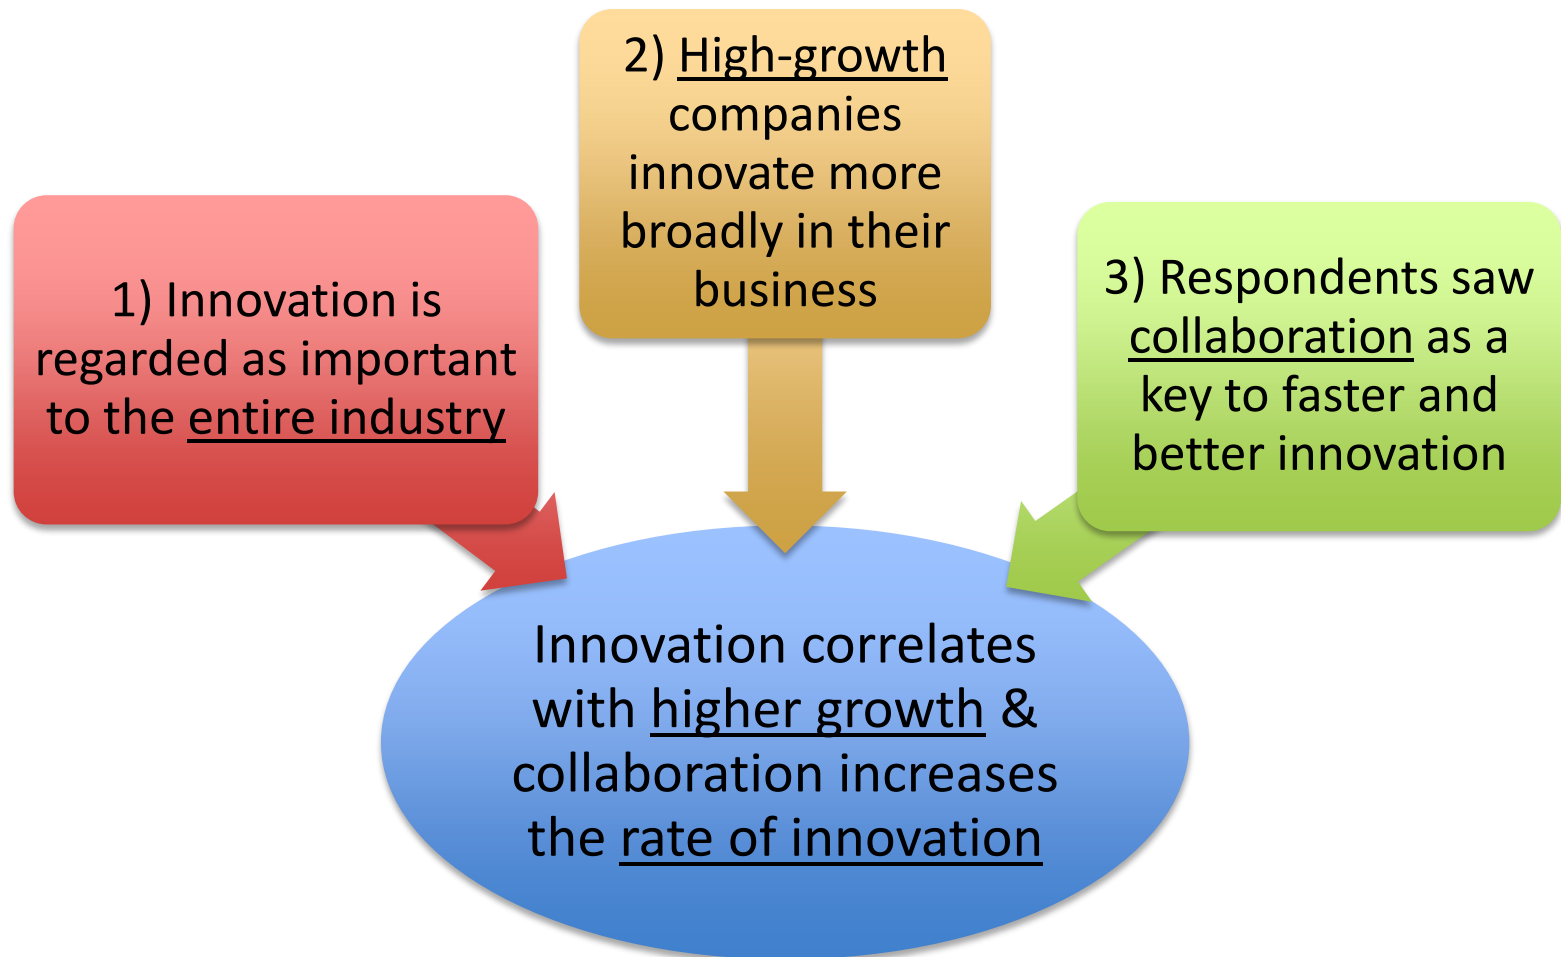 1) Innovation is
regarded as important
to the entire industry
2) High-growth
companies
innovate more
broadly in their
business
3) Respondents saw
collaboration as a
key to faster and
better innovation
Innovation correlates
with higher growth &
collaboration increases
the rate of innovation